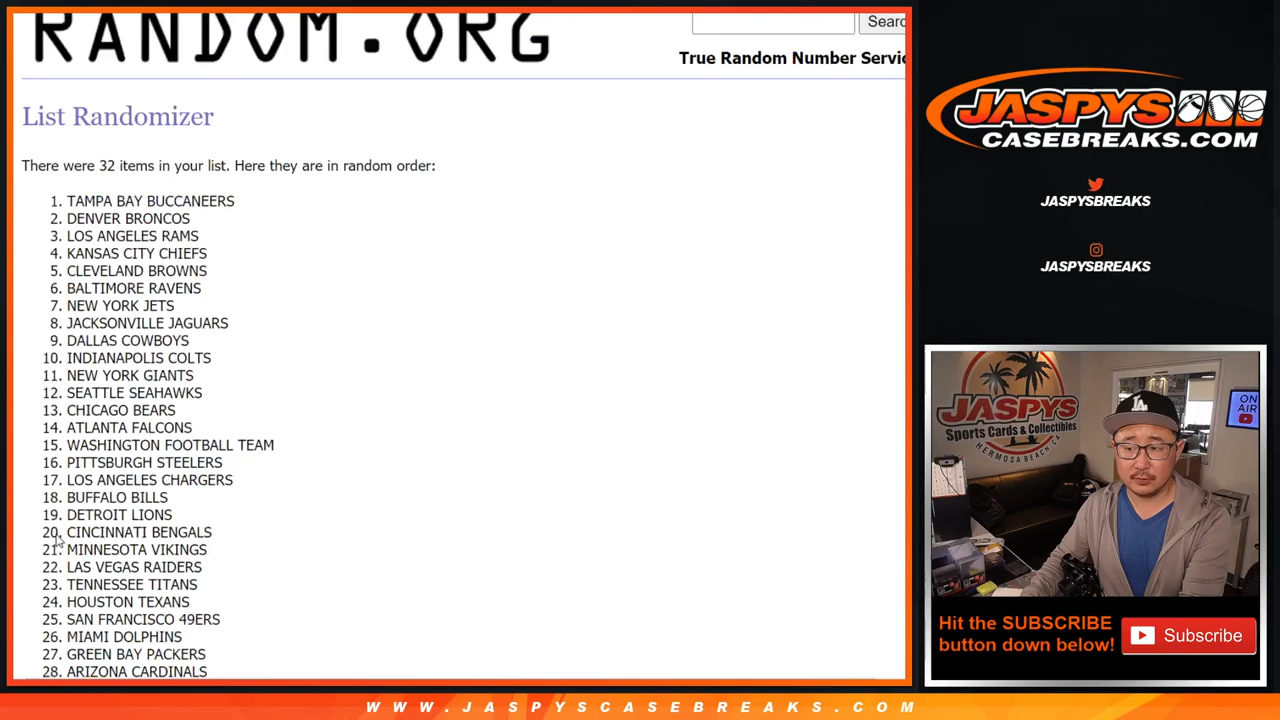 RANDOM.ORG
Search
True Random Number Servic
List Randomizer
There were 32 items in your list. Here they are in random order:
1. TAMPA BAY BUCCANEERS
2. DENVER BRONCOS
3. LOS ANGELES RAMS
4. KANSAS CITY CHIEFS
5. CLEVELAND BROWNS
6. BALTIMORE RAVENS
7. NEW YORK JETS
8. JACKSONVILLE JAGUARS
9. DALLAS COWBOYS
10. INDIANAPOLIS COLTS
11. NEW YORK GIANTS
12. SEATTLE SEAHAWKS
13. CHICAGO BEARS
14. ATLANTA FALCONS
15. WASHINGTON FOOTBALL TEAM
16. PITTSBURGH STEELERS
17. LOS ANGELES CHARGERS
18. BUFFALO BILLS
19. DETROIT LIONS
20. CINCINNATI BENGALS
21. MINNESOTA VIKINGS
22. LAS VEGAS RAIDERS
23. TENNESSEE TITANS
24. HOUSTON TEXANS
25. SAN FRANCISCO 49ERS
26. MIAMI DOLPHINS
27. GREEN BAY PACKERS
28. ARIZONA CARDINALS
JASPYS
CASEBREAKS.COM
JASPYSBREAKS
JASPYSBREAKS
JASPYS
Sports Cards & Collectibles
HERMOSA BEACH, CA
ON
AIR
LA
Hit the SUBSCRIBE
button down below!
Subscribe
WWW.JASPYSCASEBREAKS.COM